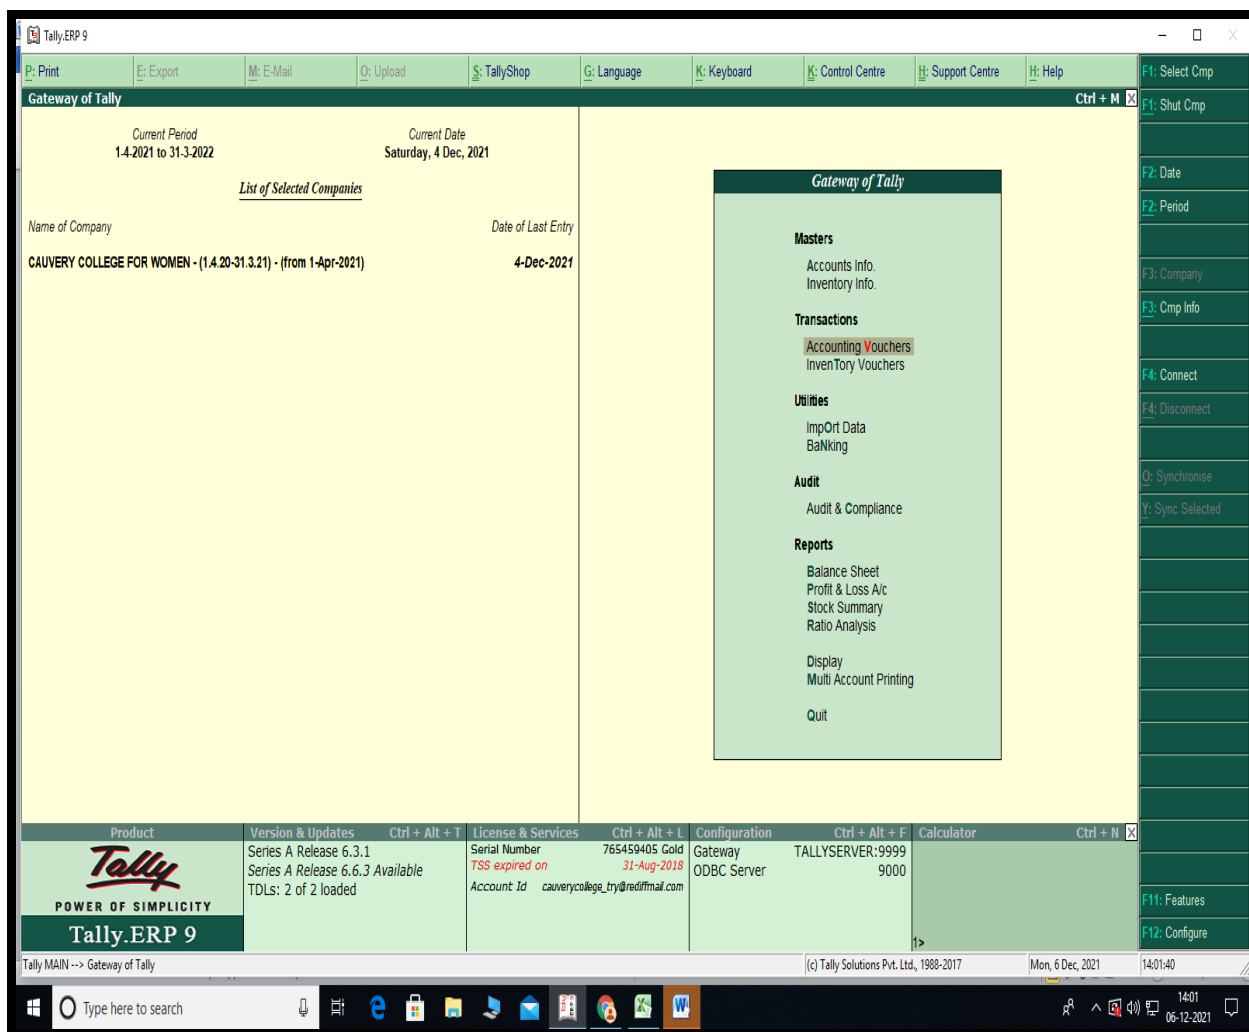 Tally.ERP 9
P: Print E: Export M: E-Mail O: Upload S: TallyShop G: Language K: Keyboard K: Control Centre H: Support Centre H: Help F1: Select Cmp
Gateway of Tally Ctrl + M X
F1: Shut Cmp
Current Period Current Date
1-4-2021 to 31-3-2022 Saturday, 4 Dec, 2021
List of Selected Companies
Name of Company Date of Last Entry
CAUVERY COLLEGE FOR WOMEN - (1.4.20-31.3.21) - (from 1-Apr-2021) 4-Dec-2021
Gateway of Tally
Masters
Accounts Info.
Inventory Info.
Transactions
Accounting Vouchers
InvenTory Vouchers
Utilities
ImpOrt Data
BaNking
Audit
Audit & Compliance
Reports
Balance Sheet
Profit & Loss A/c
Stock Summary
Ratio Analysis
Display
Multi Account Printing
Quit
F2: Date
F2: Period
F3: Company
F3: Cmp Info
F4: Connect
F4: Disconnect
O: Synchronise
Y: Sync Selected
F11: Features
F12: Configure
Product
Tally
POWER OF SIMPLICITY
Tally.ERP 9
Version & Updates Ctrl + Alt + T
Series A Release 6.3.1
Series A Release 6.6.3 Available
TDLs: 2 of 2 loaded
License & Services Ctrl + Alt + L
Serial Number 765459405 Gold
TSS expired on 31-Aug-2018
Account Id cauverycollege_try@rediffmail.com
Configuration Ctrl + Alt + F
Gateway TALLYSERVER:9999
ODBC Server 9000
Calculator Ctrl + N X
1>
Tally MAIN --> Gateway of Tally (c) Tally Solutions Pvt. Ltd., 1988-2017 Mon, 6 Dec, 2021 14:01:40
Type here to search
14:01
06-12-2021